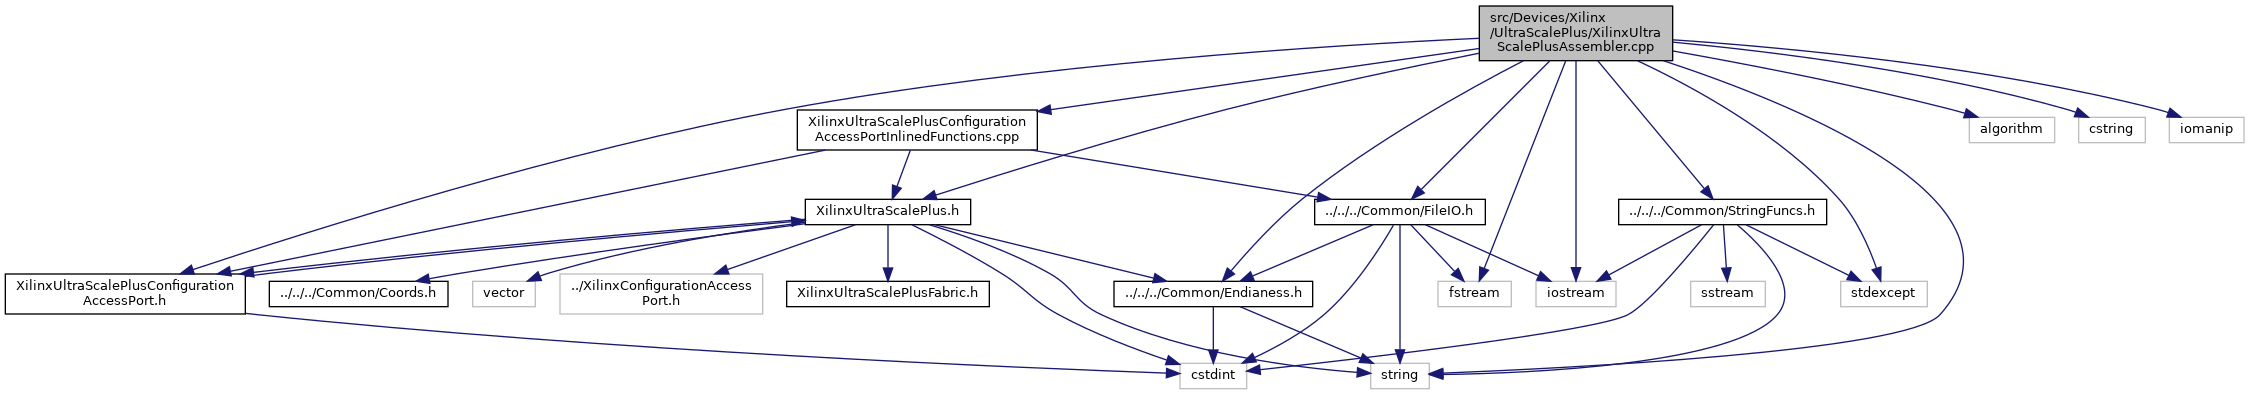 src/Devices/Xilinx
/UltraScalePlus/XilinxUltra
ScalePlusAssembler.cpp
XilinxUltraScalePlusConfiguration
AccessPortInlinedFunctions.cpp
algorithm
cstring
iomanip
XilinxUltraScalePlus.h
../../../Common/FileIO.h
../../../Common/StringFuncs.h
XilinxUltraScalePlusConfiguration
AccessPort.h
../../../Common/Coords.h
vector
../XilinxConfigurationAccess
Port.h
XilinxUltraScalePlusFabric.h
../../../Common/Endianess.h
fstream
iostream
sstream
stdexcept
cstdint
string